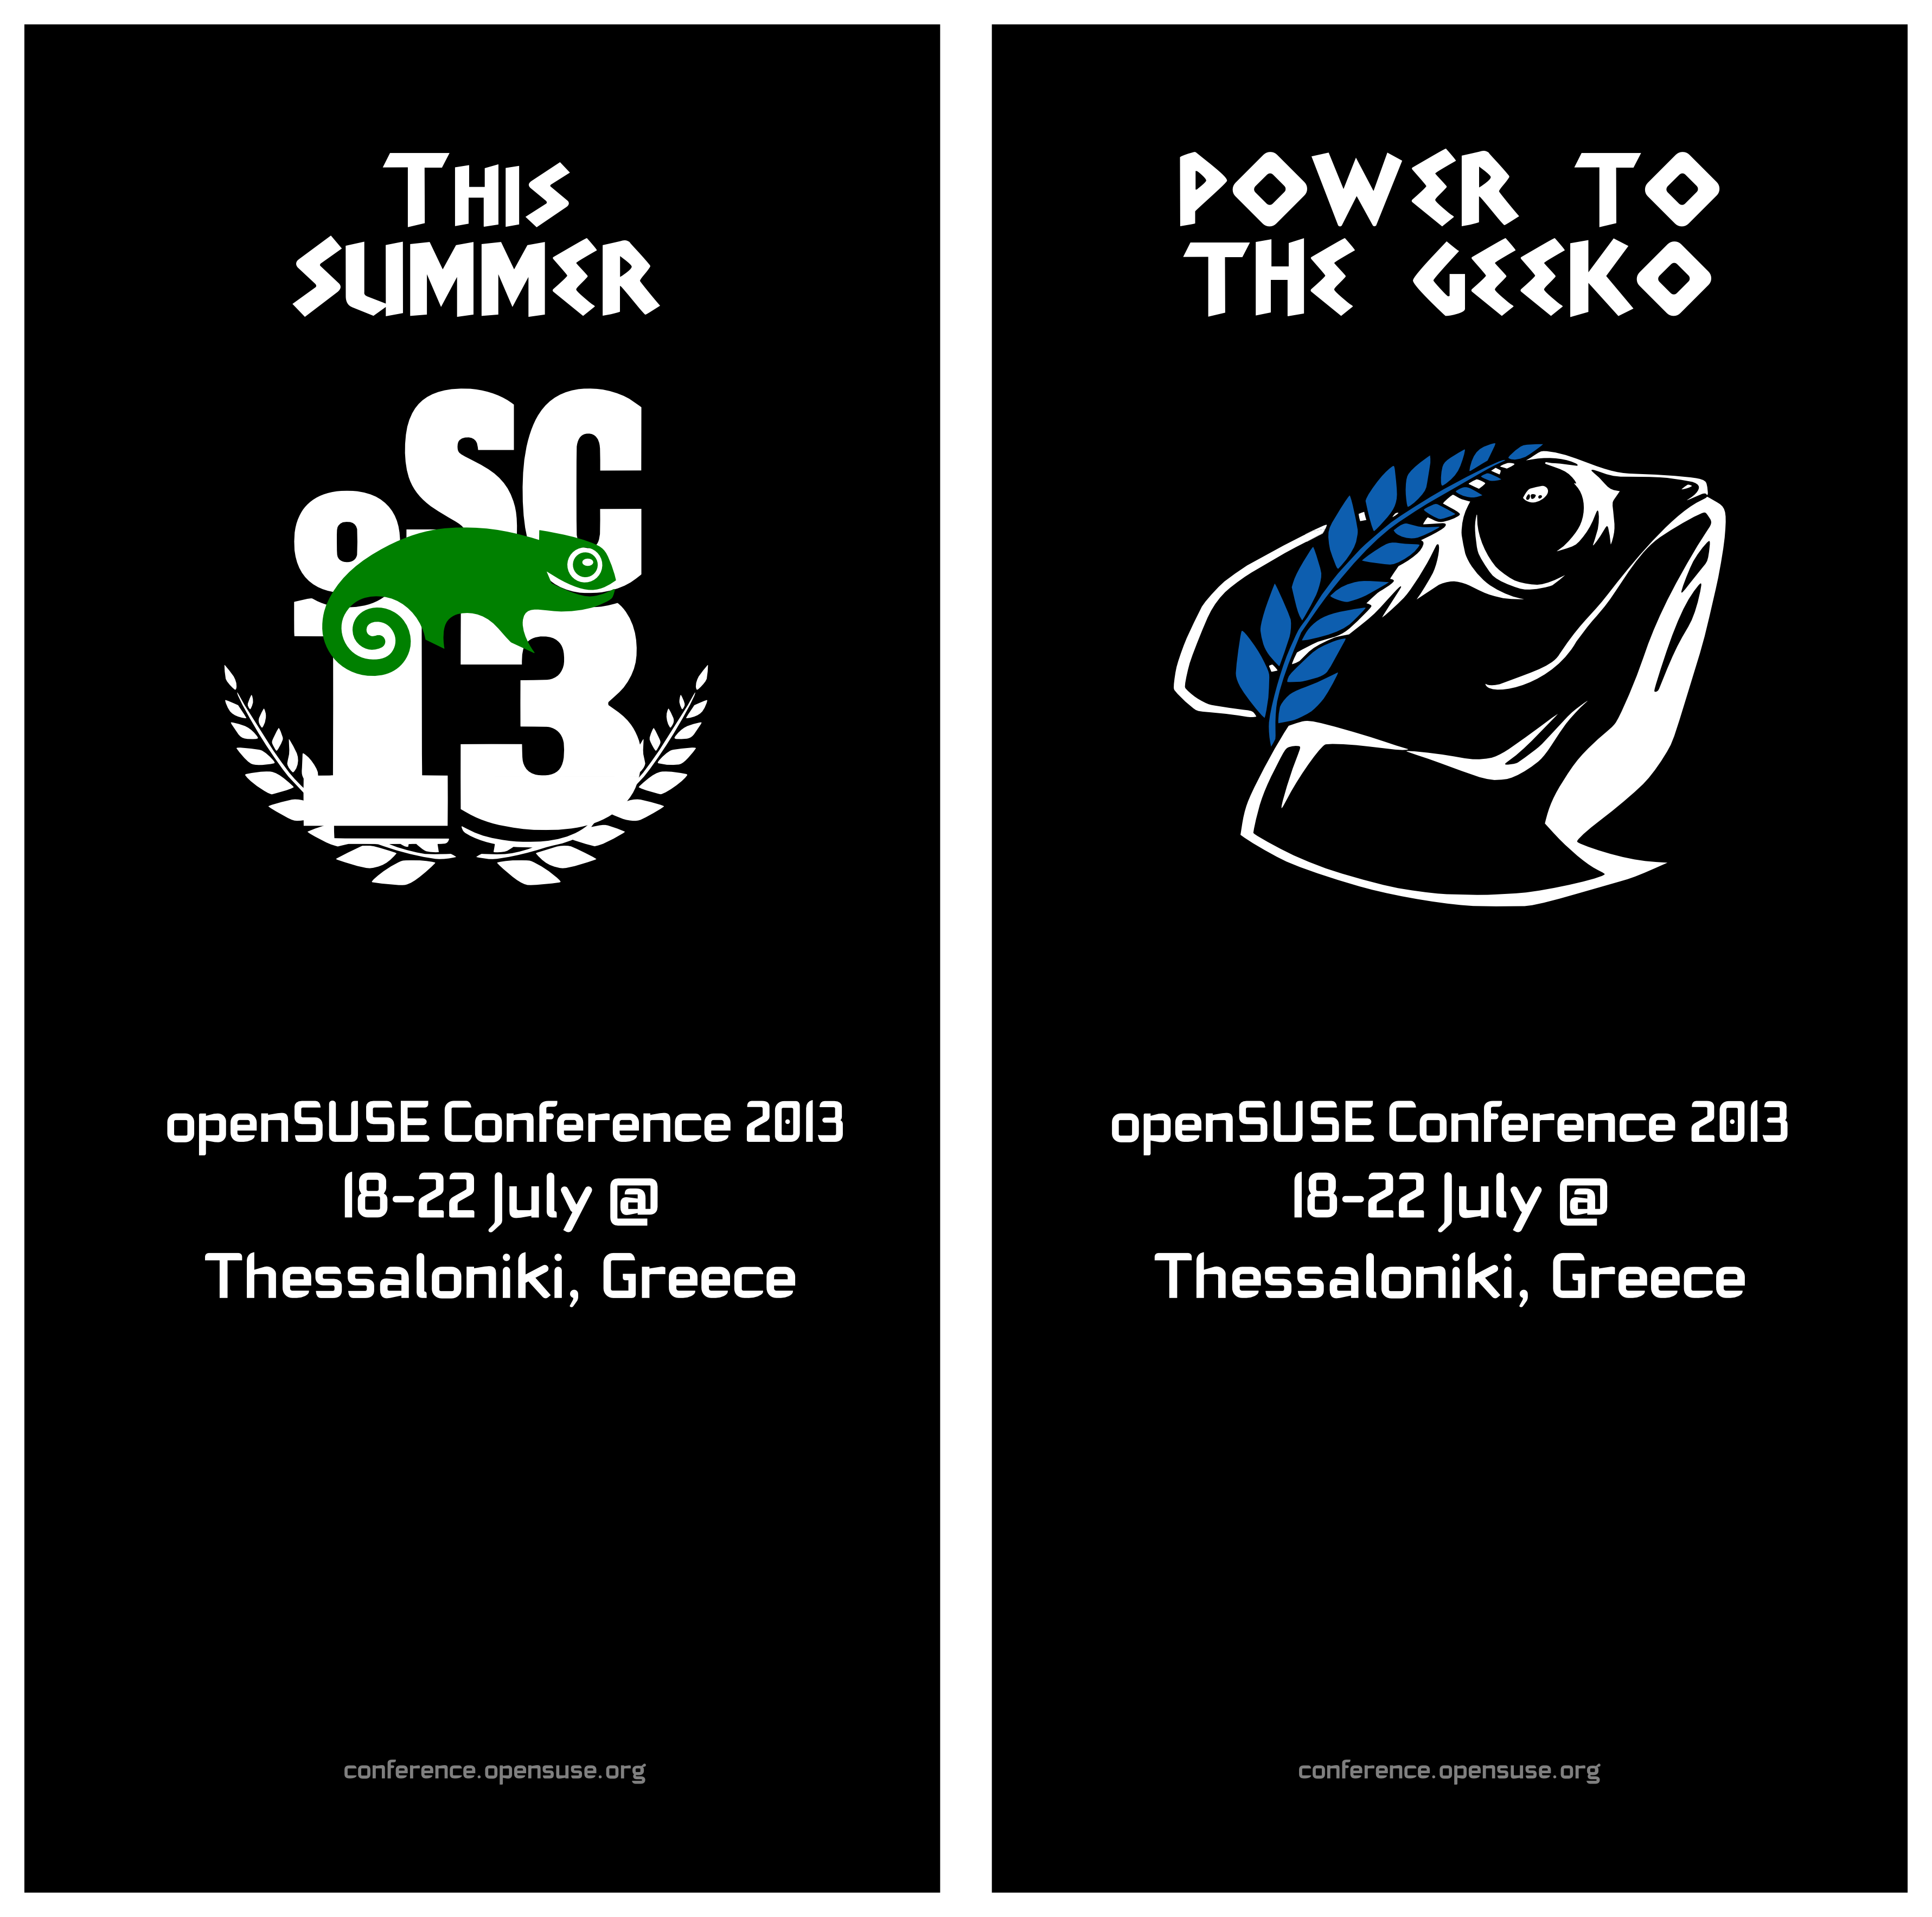 This
Summer
oSC
13
openSUSE Conference 2013
18-22 July @
Thessaloniki, Greece
conference.opensuse.org
POWER TO
THE GEEKO
openSUSE Conference 2013
18-22 July @
Thessaloniki, Greece
conference.opensuse.org